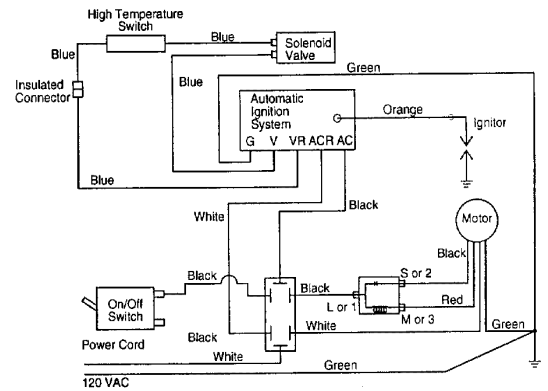 High Temperature
Switch
Blue
Solenoid
Valve
Blue
Blue
Green
Insulated
Connector
Automatic
Ignition
System
Orange
Ignitor
G V VR ACR AC
Blue
White
Black
Motor
Black
Black
Black
S or 2
On/Off
Switch
L or 1
Red
M or 3
White
Green
Black
Power Cord
White
Green
120 VAC